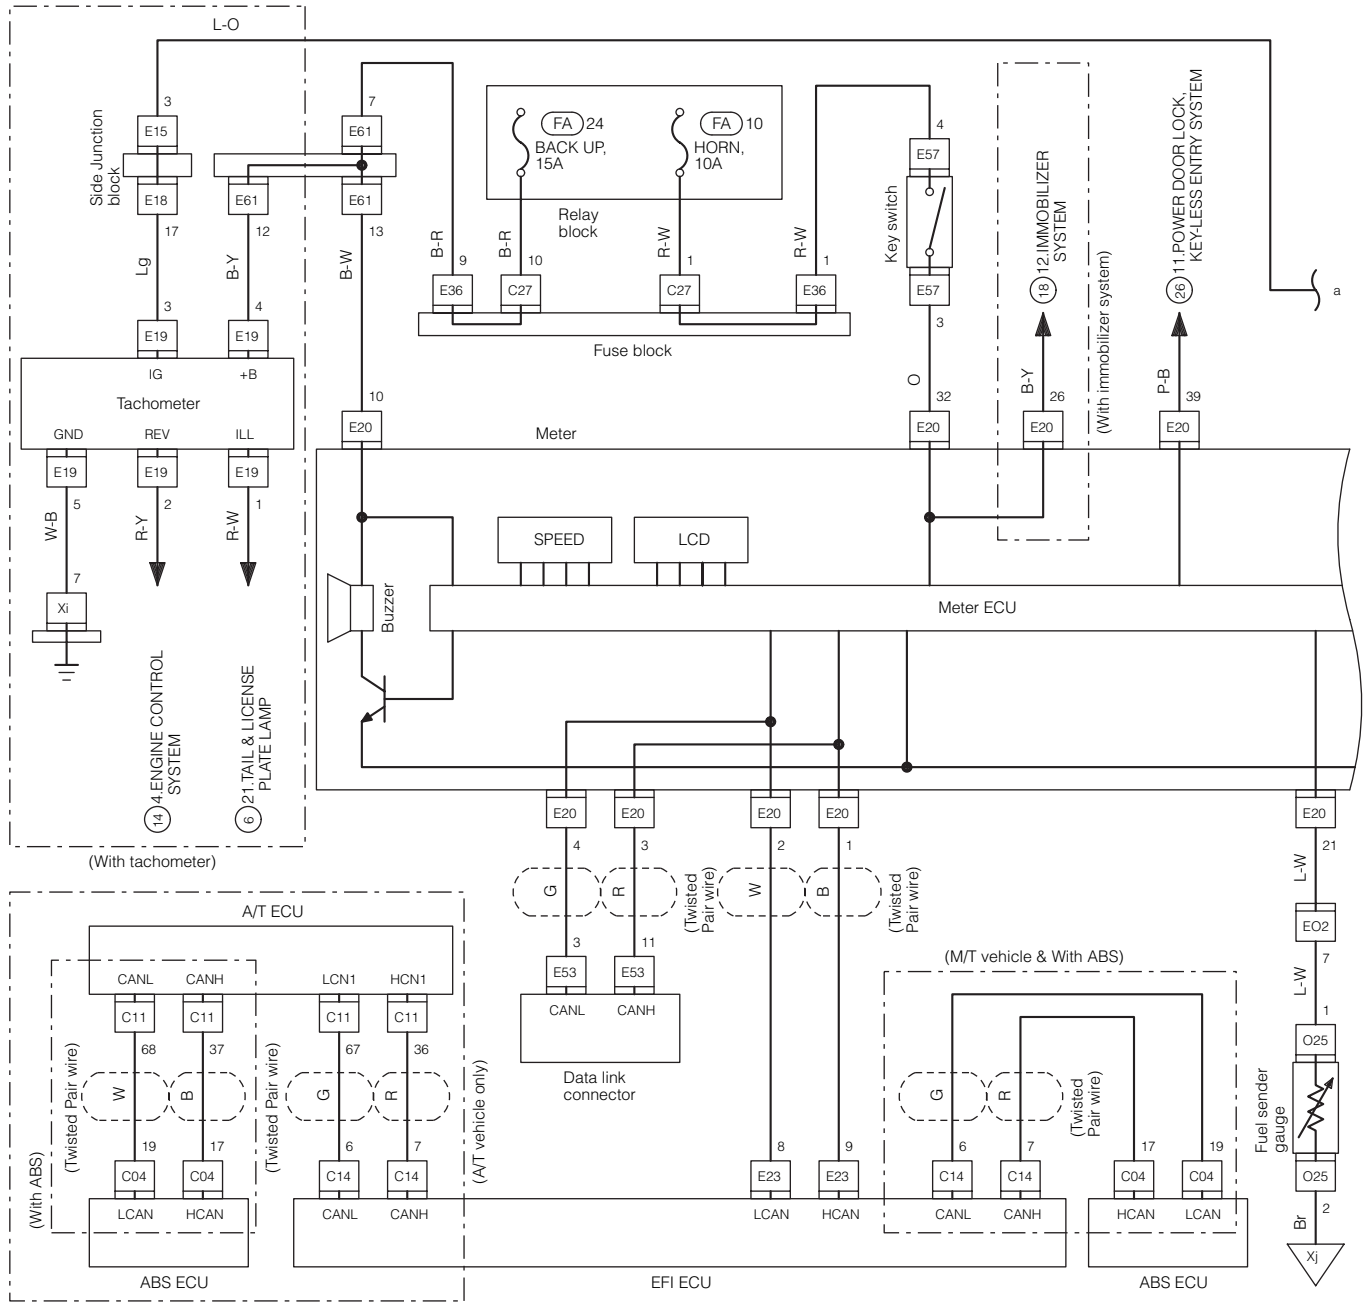 L-O
3
E15
Side Junction
block
E18
17
Lg
3
E19
E61
12
B-Y
4
E19
7
E61
E61
13
B-W
10
E20
IG
+B
Tachometer
GND
REV
ILL
E19
E19
E19
5
2
1
W-B
R-Y
R-W
7
Xi
14
4.ENGINE CONTROL
SYSTEM
6
21.TAIL & LICENSE
PLATE LAMP
(With tachometer)
FA
24
BACK UP,
15A
FA
10
HORN,
10A
Relay
block
B-R
B-R
R-W
R-W
9
10
1
1
E36
C27
C27
E36
Fuse block
4
E57
Key switch
E57
3
O
32
E20
18
12.IMMOBILIZER
SYSTEM
B-Y
26
E20
(With immobilizer system)
26
11.POWER DOOR LOCK,
KEY-LESS ENTRY SYSTEM
P-B
39
E20
a
Meter
SPEED
LCD
Buzzer
Meter ECU
E20
E20
E20
E20
E20
4
3
2
1
21
G
R
(Twisted
Pair wire)
W
B
(Twisted
Pair wire)
L-W
EO2
7
L-W
1
O25
Fuel sender
gauge
O25
2
Br
Xj
3
11
E53
E53
CANL
CANH
Data link
connector
A/T ECU
CANL
CANH
LCN1
HCN1
C11
C11
C11
C11
68
37
67
36
(Twisted Pair wire)
W
B
(Twisted Pair wire)
G
R
(A/T vehicle only)
19
17
6
7
C04
C04
C14
C14
(With ABS)
LCAN
HCAN
CANL
CANH
ABS ECU
8
9
E23
E23
LCAN
HCAN
EFI ECU
(M/T vehicle & With ABS)
G
R
(Twisted
Pair wire)
6
7
17
19
C14
C14
C04
C04
CANL
CANH
HCAN
LCAN
ABS ECU